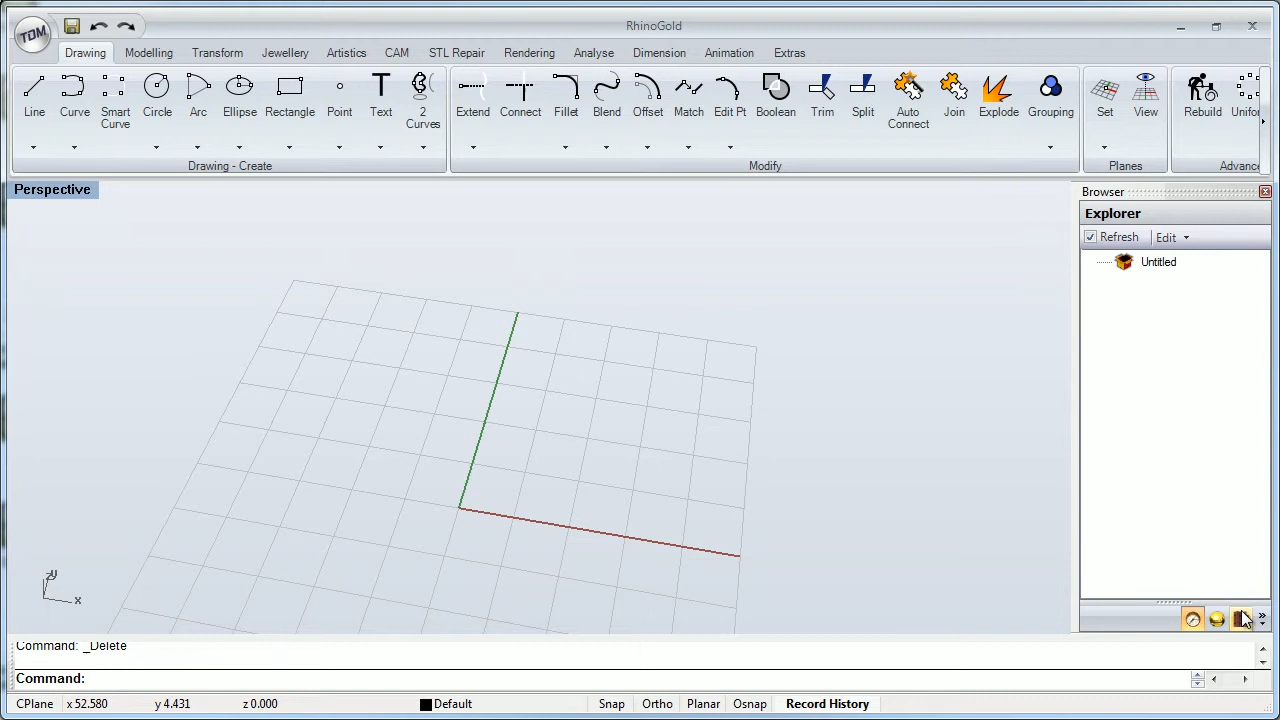 RhinoGold
TDM
Drawing Modelling Transform Jewellery Artistics CAM STL Repair Rendering Analyse Dimension Animation Extras
Line Curve Smart Curve Circle Arc Ellipse Rectangle Point Text 2 Curves Extend Connect Fillet Blend Offset Match Edit Pt Boolean Trim Split Auto Connect Join Explode Grouping Set View Rebuild
Drawing - Create Modify Planes
Perspective
Browser
Explorer
Refresh Edit
Untitled
y
x
Command: _Delete
Command:
CPlane x 52.580 y 4.431 z 0.000 Default Snap Ortho Planar Osnap Record History